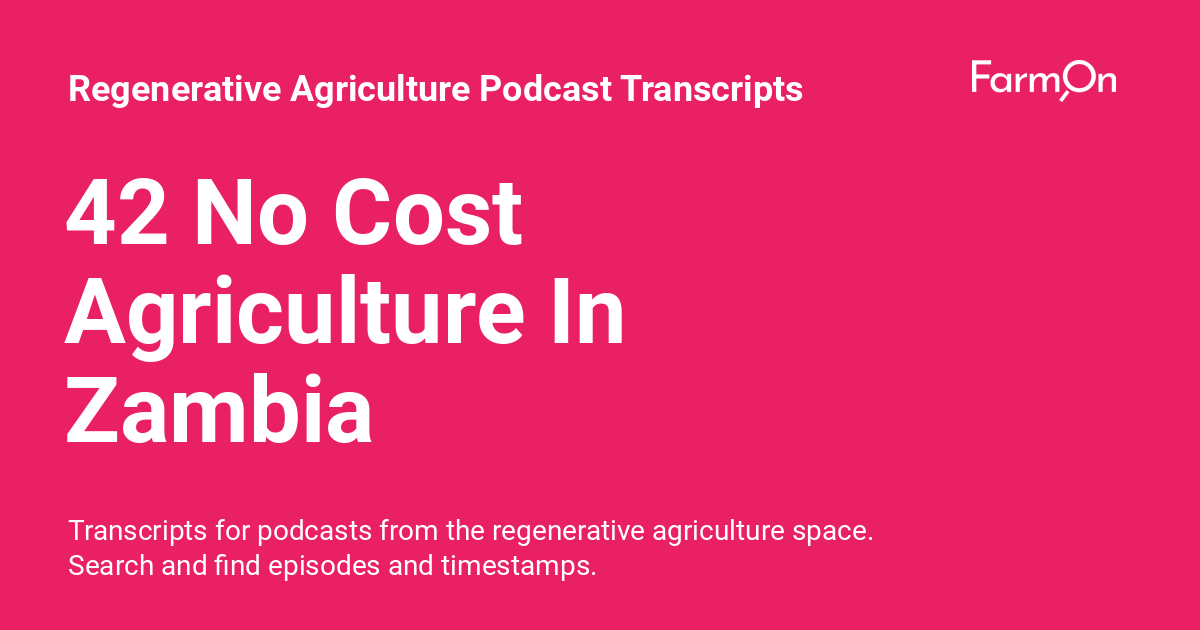 Regenerative Agriculture Podcast Transcripts
FarmOn
42 No Cost
Agriculture In
Zambia
Transcripts for podcasts from the regenerative agriculture space.
Search and find episodes and timestamps.